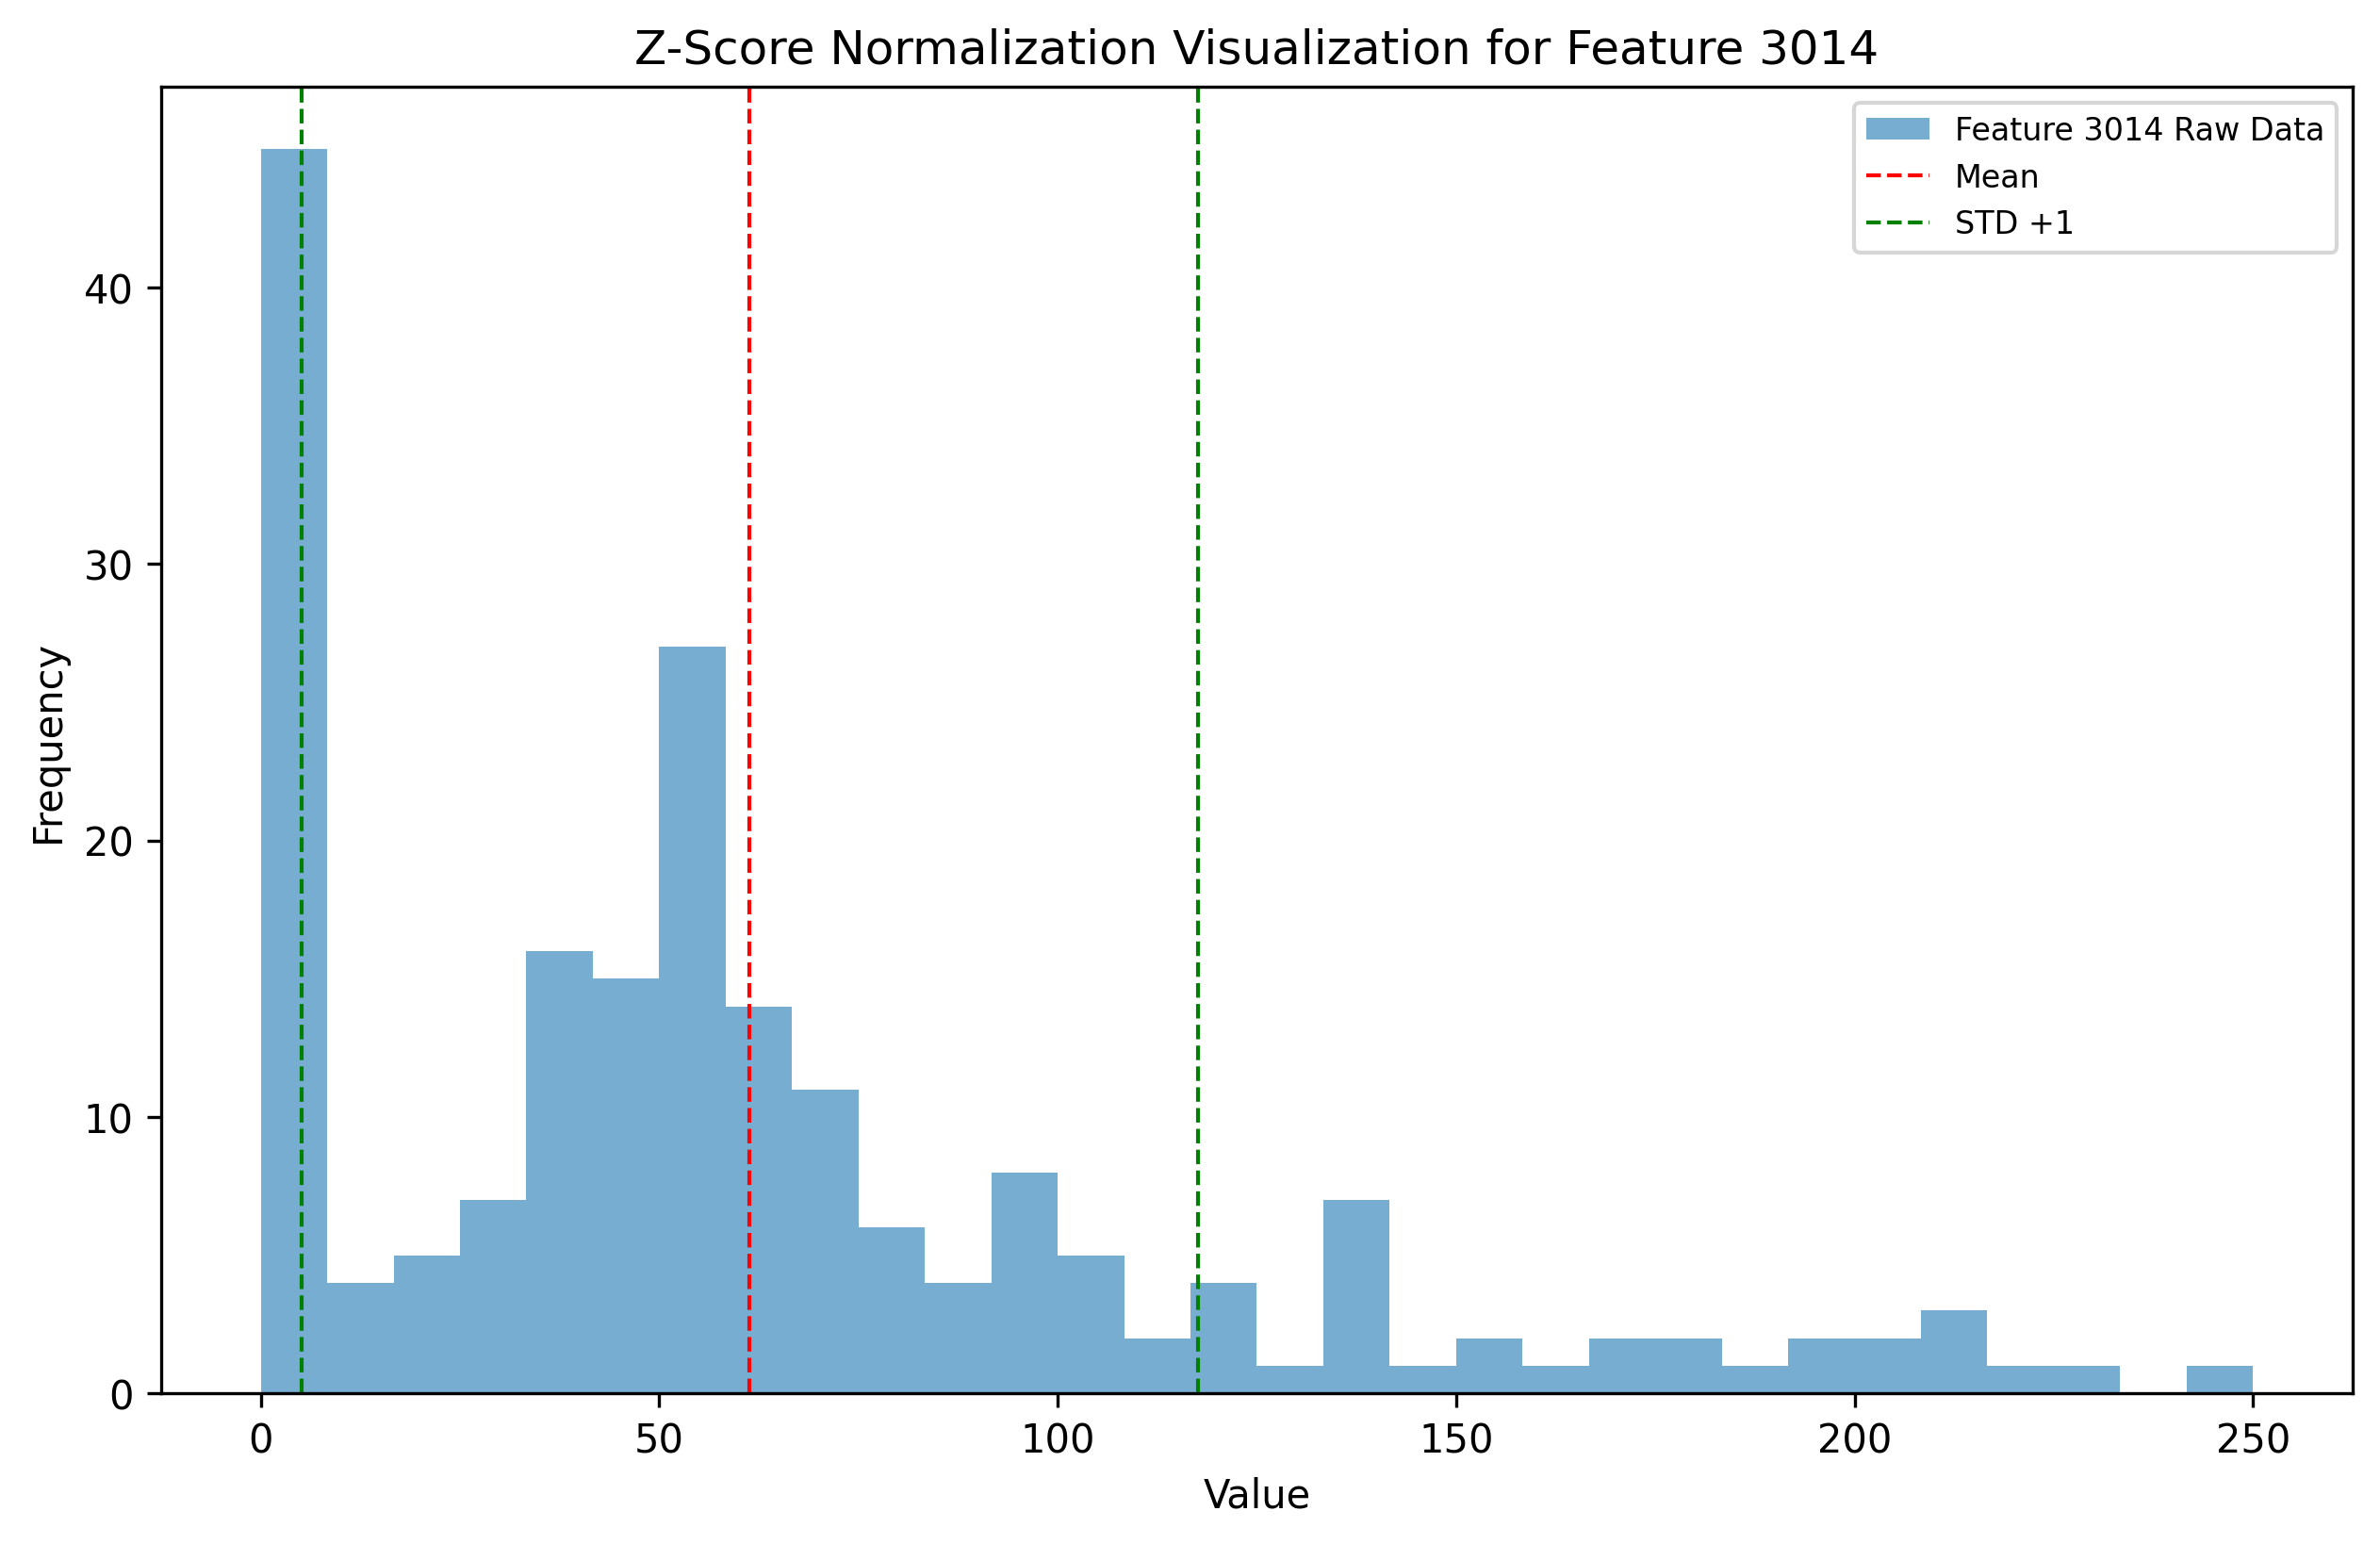 Z-Score Normalization Visualization for Feature 3014
Feature 3014 Raw Data
Mean
STD +1
Frequency
40
30
20
10
0
0 50 100 150 200 250
Value